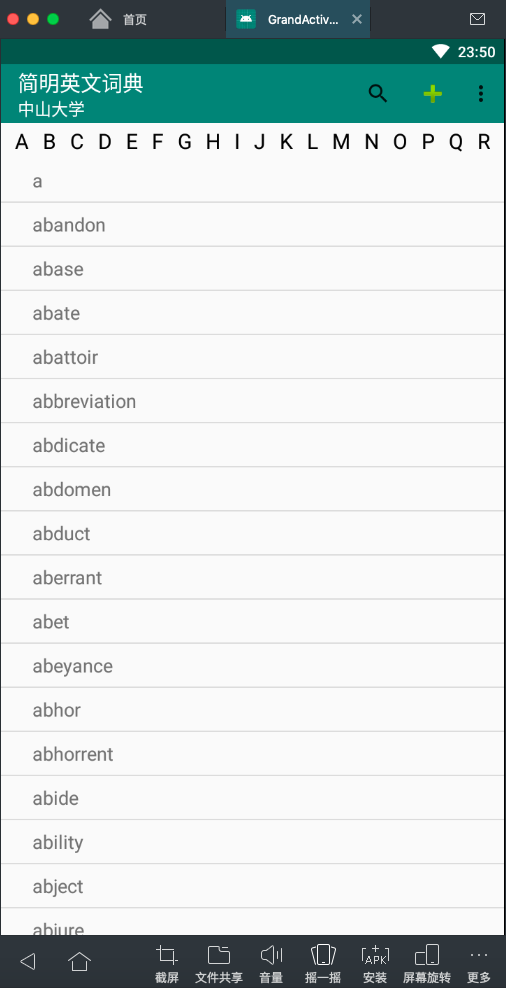 首页
GrandActiv...
23:50
简明英文词典
中山大学
A B C D E F G H I J K L M N O P Q R
a
abandon
abase
abate
abattoir
abbreviation
abdicate
abdomen
abduct
aberrant
abet
abeyance
abhor
abhorrent
abide
ability
abject
abjure
截屏 文件共享 音量 摇一摇 APK 安装 屏幕旋转 更多